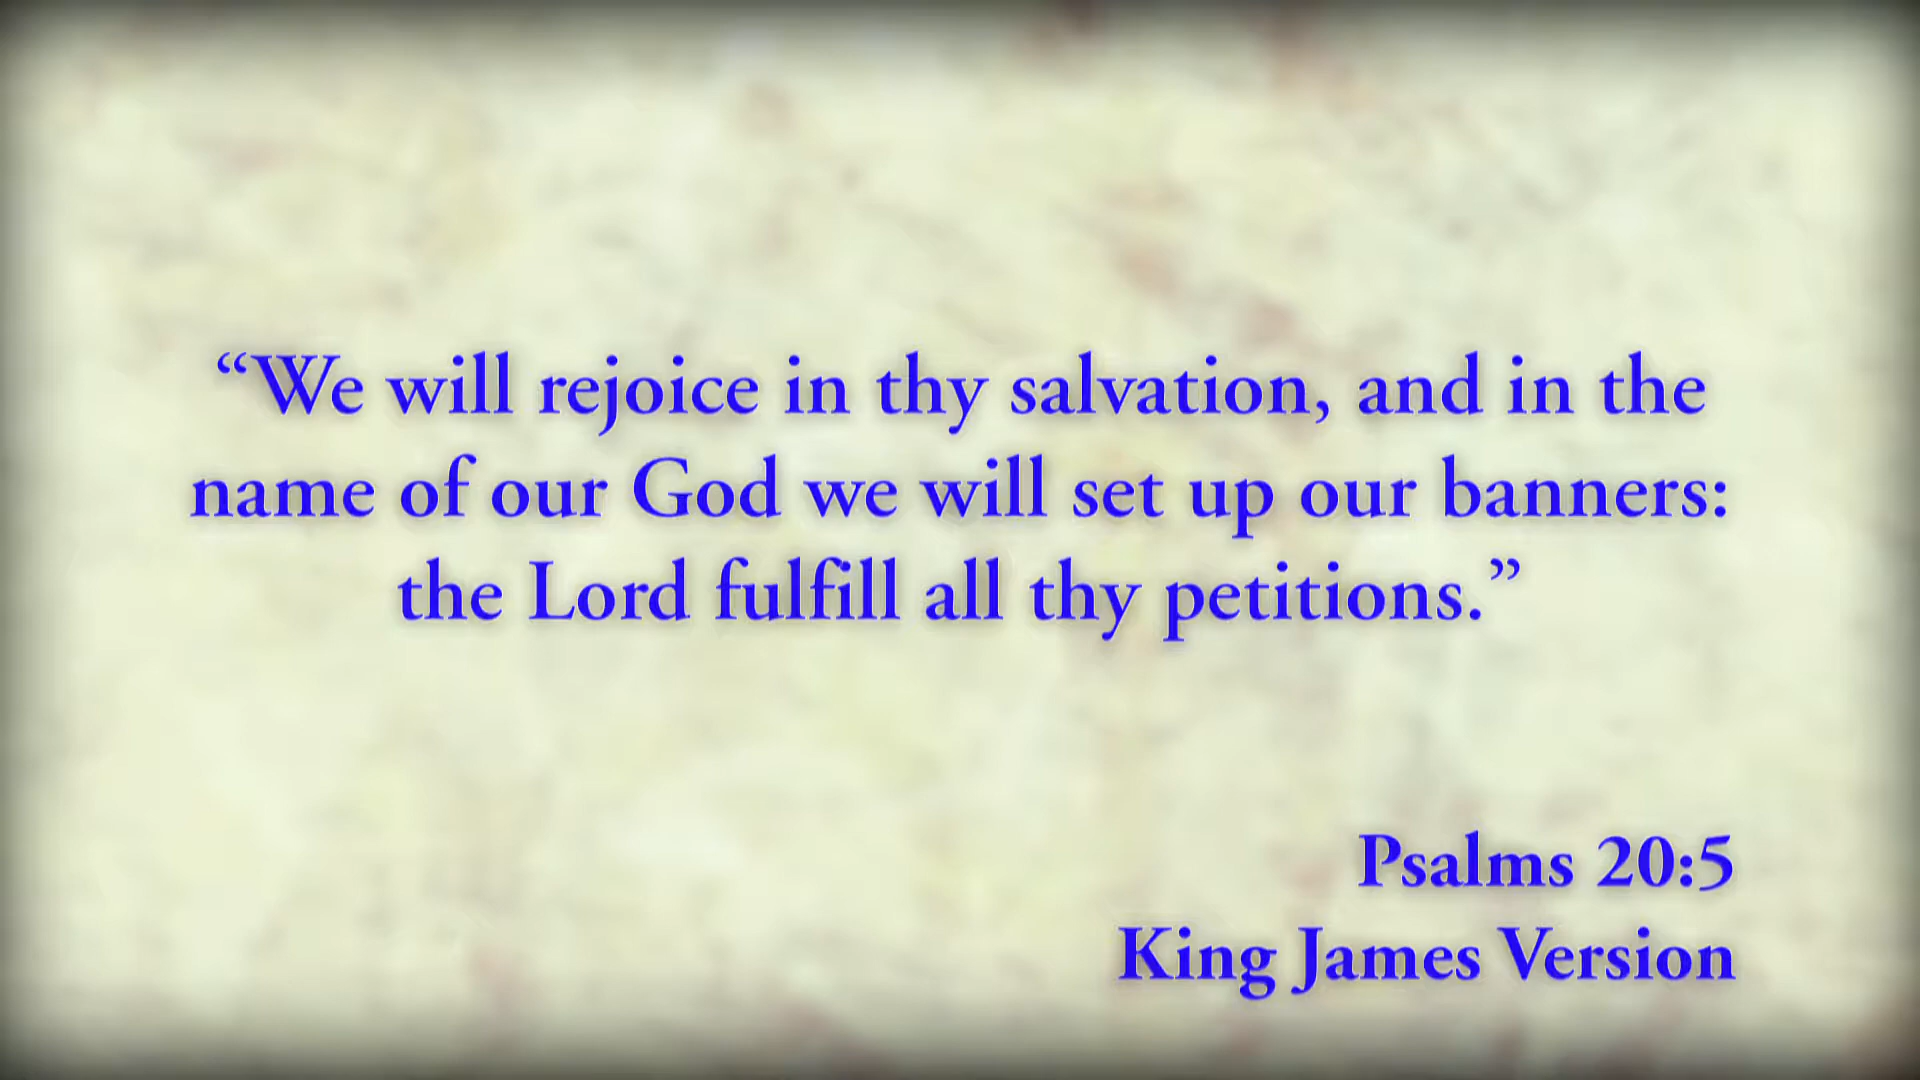 “We will rejoice in thy salvation, and in the
name of our God we will set up our banners:
the Lord fulfill all thy petitions.”
Psalms 20:5
King James Version